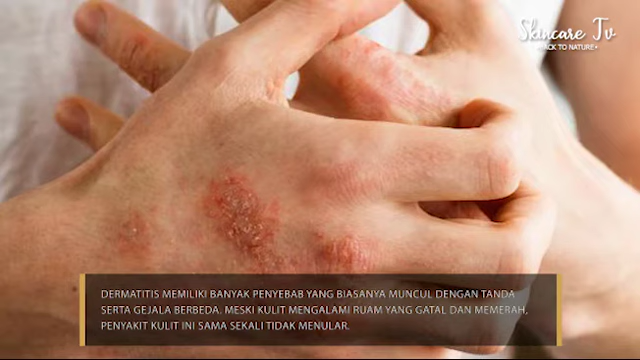 Skincare Tv
BACK TO NATURE
DERMATITIS MEMILIKI BANYAK PENYEBAB YANG BIASANYA MUNCUL DENGAN TANDA
SERTA GEJALA BERBEDA. MESKI KULIT MENGALAMI RUAM YANG GATAL DAN MEMERAH,
PENYAKIT KULIT INI SAMA SEKALI TIDAK MENULAR.